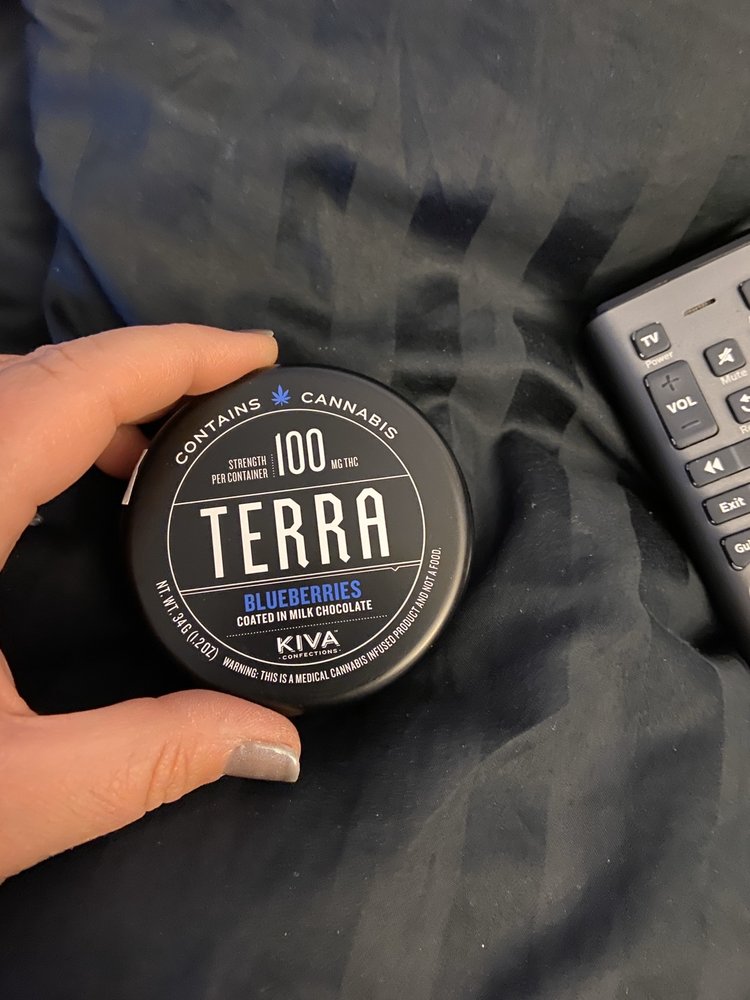 CONTAINS CANNABIS
STRENGTH
PER CONTAINER
100
MG THC
TERRA
BLUEBERRIES
COATED IN MILK CHOCOLATE
KIVA
CONFECTIONS
NT. WT. 34G (1.2OZ)
WARNING: THIS IS A MEDICAL CANNABIS INFUSED PRODUCT AND NOT A FOOD.
TV
Power
Mute
VOL
Exit